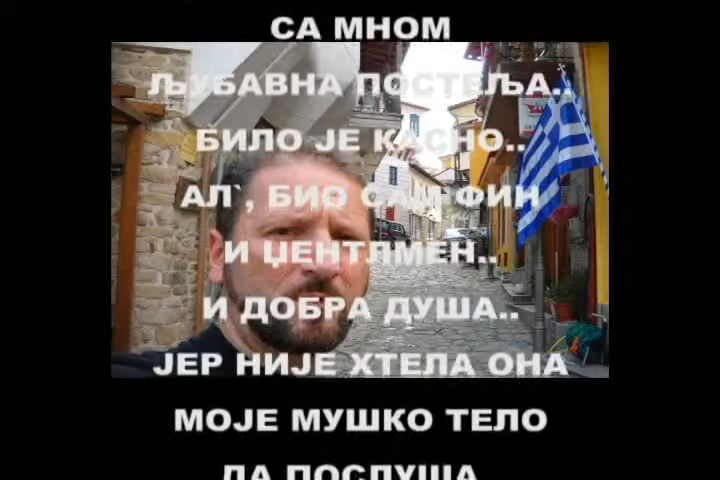 СА МНОМ
ЉУБАВНА ПОСТЕЉА..
БИЛО ЈЕ КАСНО..
АЛ`, БИО САМ ФИН
И ЏЕНТЛМЕН..
И ДОБРА ДУША..
ЈЕР НИЈЕ ХТЕЛА ОНА
МОЈЕ МУШКО ТЕЛО
ДА ПОСЛУША